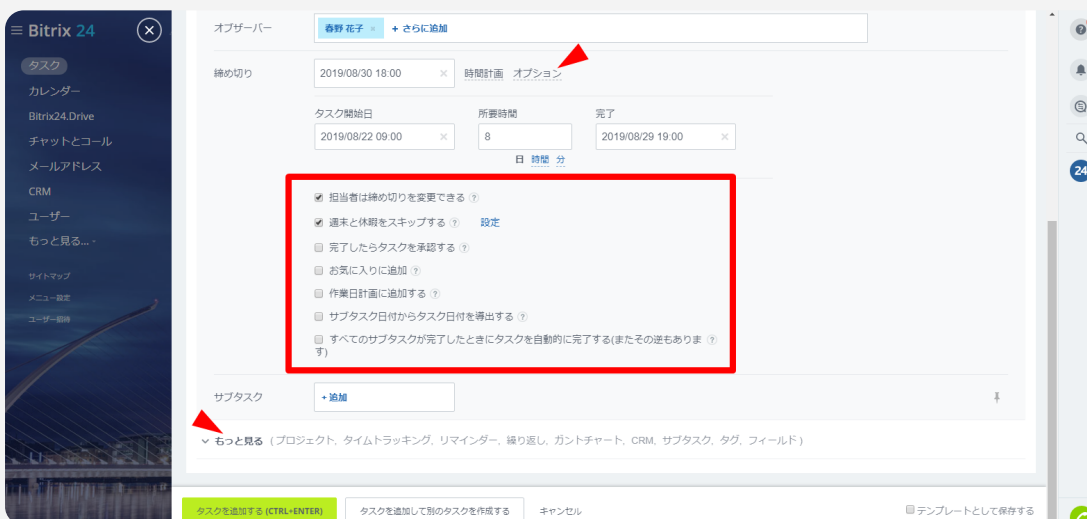 Bitrix 24
タスク
カレンダー
Bitrix24.Drive
チャットとコール
メールアドレス
CRM
ユーザー
もっと見る... -
サイトマップ
メニュー設定
ユーザー招待
オブザーバー 春野 花子 × + さらに追加
締め切り 2019/08/30 18:00 × 時間計画 オプション
タスク開始日 所要時間 完了
2019/08/22 09:00 × 8 2019/08/29 19:00 ×
日 時間 分
担当者は締め切りを変更できる ?
週末と休暇をスキップする ? 設定
完了したらタスクを承認する ?
お気に入りに追加 ?
作業日計画に追加する ?
サブタスク日付からタスク日付を導出する ?
すべてのサブタスクが完了したときにタスクを自動的に完了する(またその逆もありま ?
す)
サブタスク + 追加
もっと見る ( プロジェクト, タイムトラッキング, リマインダー, 繰り返し, ガントチャート, CRM, サブタスク, タグ, フィールド )
タスクを追加する (CTRL+ENTER) タスクを追加して別のタスクを作成する キャンセル テンプレートとして保存する
24